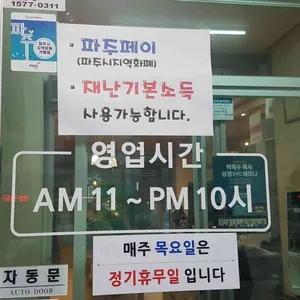 1577-0311
파주
· 파주페이
(파주시지역화폐)
· 재난기본소득
사용가능합니다.
영업시간
AM 11 ~ PM 10시
매주 목요일은
정기휴무일 입니다
자동문
AUTO DOOR